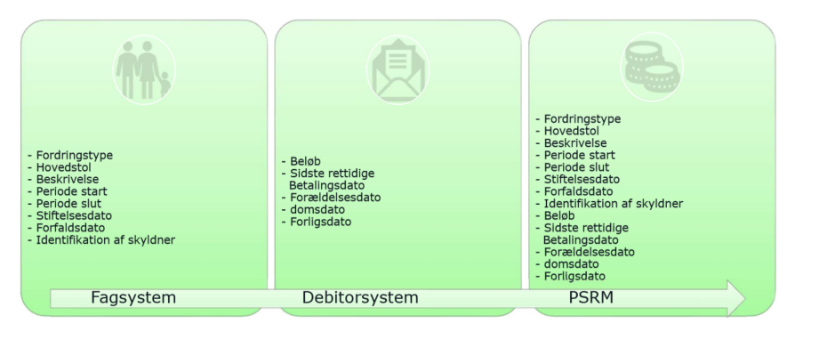 - Fordringstype
- Hovedstol
- Beskrivelse
- Periode start
- Periode slut
- Stiftelsesdato
- Forfaldsdato
- Identifikation af skyldner
Fagsystem
- Beløb
- Sidste rettidige
Betalingsdato
- Forældelsesdato
- domsdato
- Forligsdato
Debitorsystem
- Fordringstype
- Hovedstol
- Beskrivelse
- Periode start
- Periode slut
- Stiftelsesdato
- Forfaldsdato
- Identifikation af skyldner
- Beløb
- Sidste rettidige
Betalingsdato
- Forældelsesdato
- domsdato
- Forligsdato
PSRM